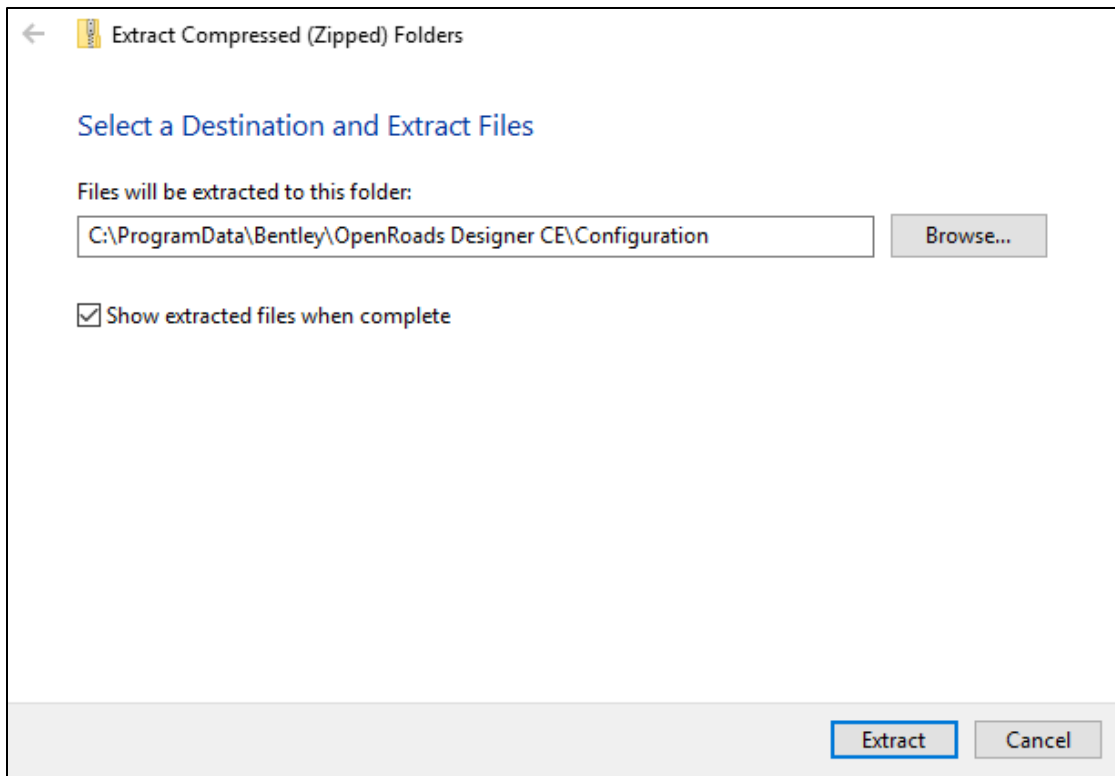 Extract Compressed (Zipped) Folders
Select a Destination and Extract Files
Files will be extracted to this folder:
C:\ProgramData\Bentley\OpenRoads Designer CE\Configuration
Browse...
Show extracted files when complete
Extract
Cancel